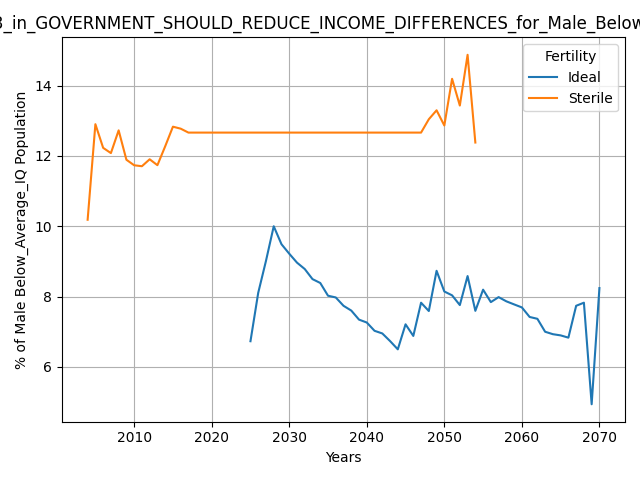 3_in_GOVERNMENT_SHOULD_REDUCE_INCOME_DIFFERENCES_for_Male_Below
% of Male Below_Average_IQ Population
14
12
10
8
6
Fertility
Ideal
Sterile
2010 2020 2030 2040 2050 2060 2070
Years